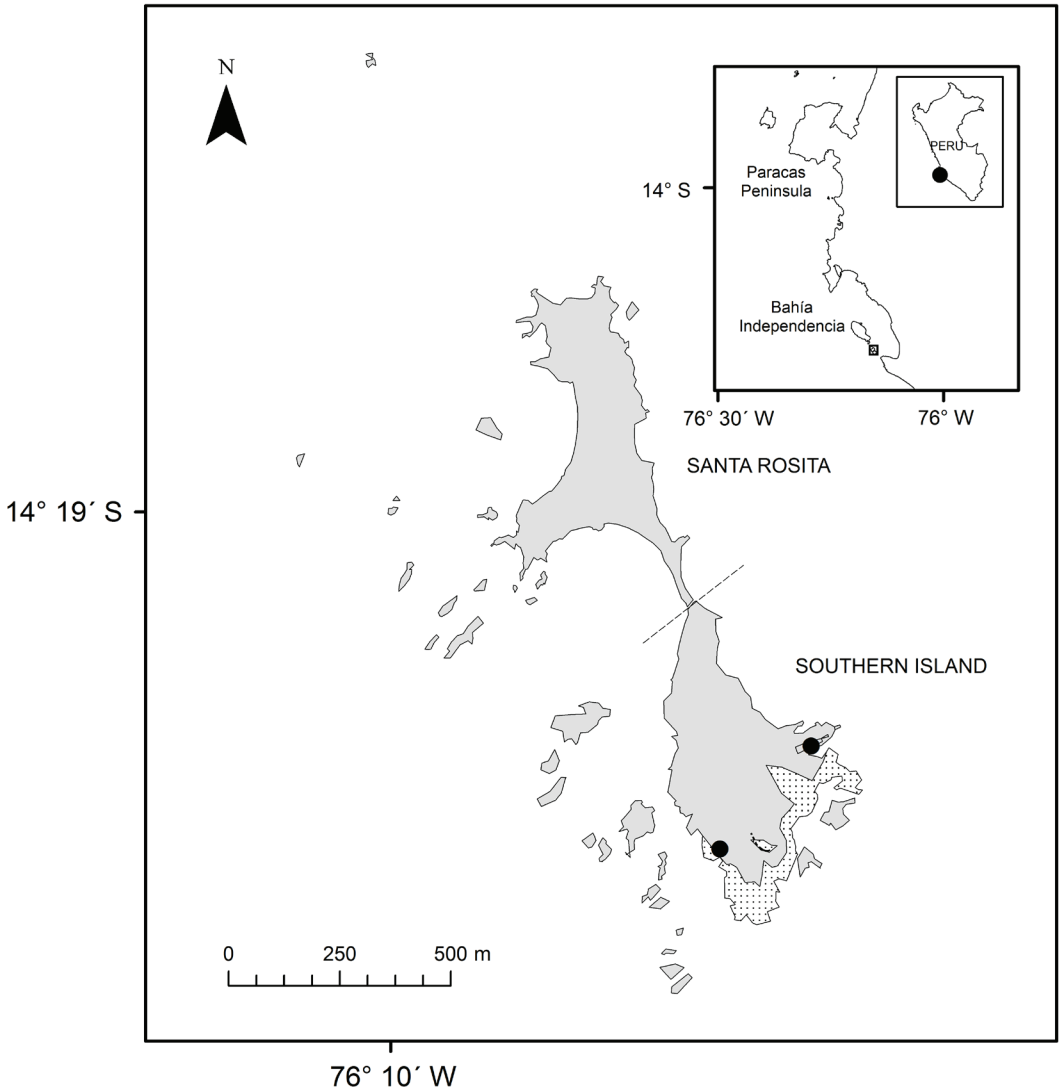 N
PERU
Paracas
Peninsula
14° S
Bahía
Independencia
76° 30´ W
76° W
SANTA ROSITA
14° 19´ S
SOUTHERN ISLAND
0
250
500 m
76° 10´ W